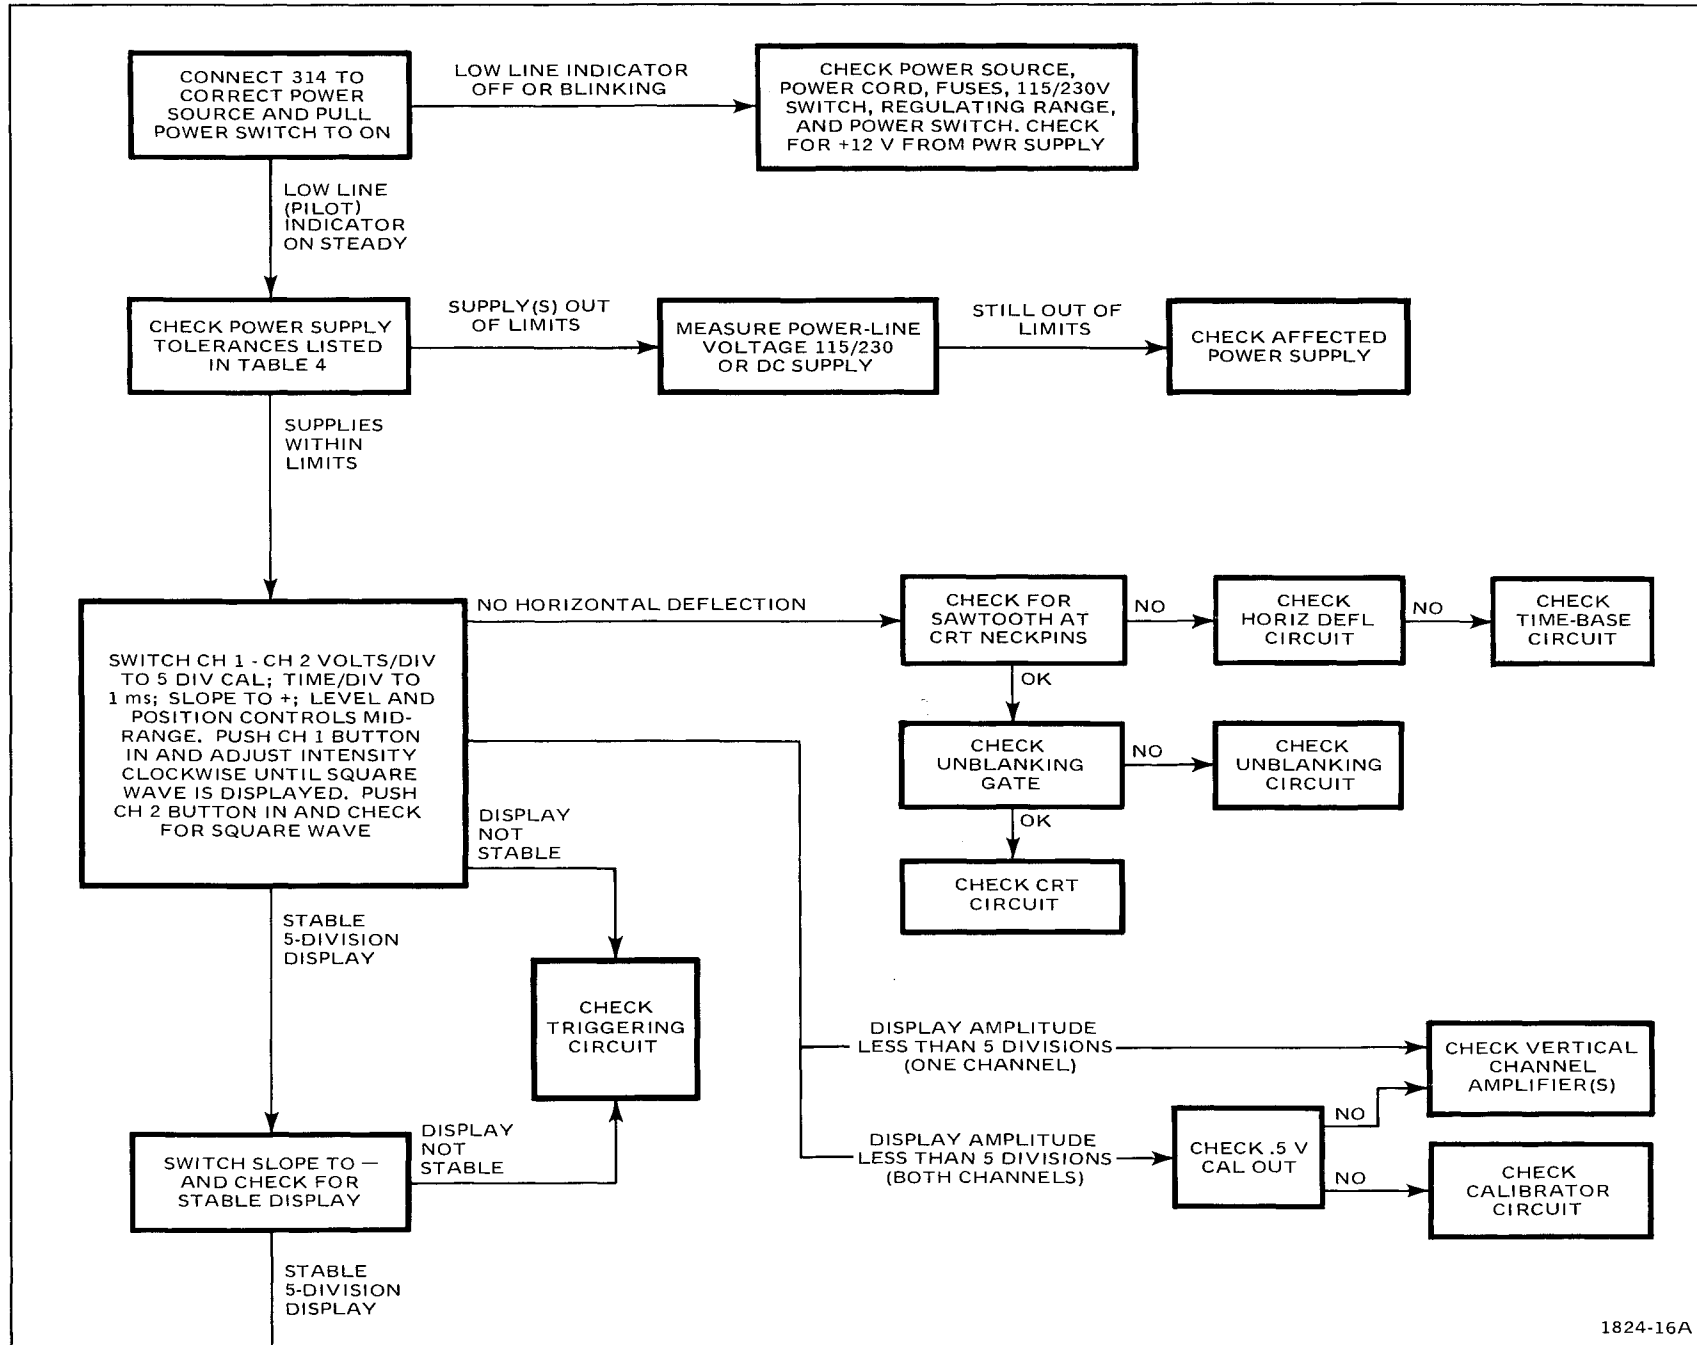 CONNECT 314 TO
CORRECT POWER
SOURCE AND PULL
POWER SWITCH TO ON
LOW LINE INDICATOR
OFF OR BLINKING
CHECK POWER SOURCE,
POWER CORD, FUSES, 115/230V
SWITCH, REGULATING RANGE,
AND POWER SWITCH. CHECK
FOR +12 V FROM PWR SUPPLY
LOW LINE
(PILOT)
INDICATOR
ON STEADY
CHECK POWER SUPPLY
TOLERANCES LISTED
IN TABLE 4
SUPPLY(S) OUT
OF LIMITS
MEASURE POWER-LINE
VOLTAGE 115/230
OR DC SUPPLY
STILL OUT OF
LIMITS
CHECK AFFECTED
POWER SUPPLY
SUPPLIES
WITHIN
LIMITS
SWITCH CH 1 - CH 2 VOLTS/DIV
TO 5 DIV CAL; TIME/DIV TO
1 ms; SLOPE TO +; LEVEL AND
POSITION CONTROLS MID-
RANGE. PUSH CH 1 BUTTON
IN AND ADJUST INTENSITY
CLOCKWISE UNTIL SQUARE
WAVE IS DISPLAYED. PUSH
CH 2 BUTTON IN AND CHECK
FOR SQUARE WAVE
NO HORIZONTAL DEFLECTION
CHECK FOR
SAWTOOTH AT
CRT NECKPINS
NO
CHECK
HORIZ DEFL
CIRCUIT
NO
CHECK
TIME-BASE
CIRCUIT
OK
CHECK
UNBLANKING
GATE
NO
CHECK
UNBLANKING
CIRCUIT
OK
CHECK CRT
CIRCUIT
DISPLAY
NOT
STABLE
STABLE
5-DIVISION
DISPLAY
CHECK
TRIGGERING
CIRCUIT
DISPLAY AMPLITUDE
LESS THAN 5 DIVISIONS
(ONE CHANNEL)
CHECK VERTICAL
CHANNEL
AMPLIFIER(S)
DISPLAY AMPLITUDE
LESS THAN 5 DIVISIONS
(BOTH CHANNELS)
CHECK .5 V
CAL OUT
NO
NO
CHECK
CALIBRATOR
CIRCUIT
SWITCH SLOPE TO —
AND CHECK FOR
STABLE DISPLAY
DISPLAY
NOT
STABLE
STABLE
5-DIVISION
DISPLAY
1824-16A